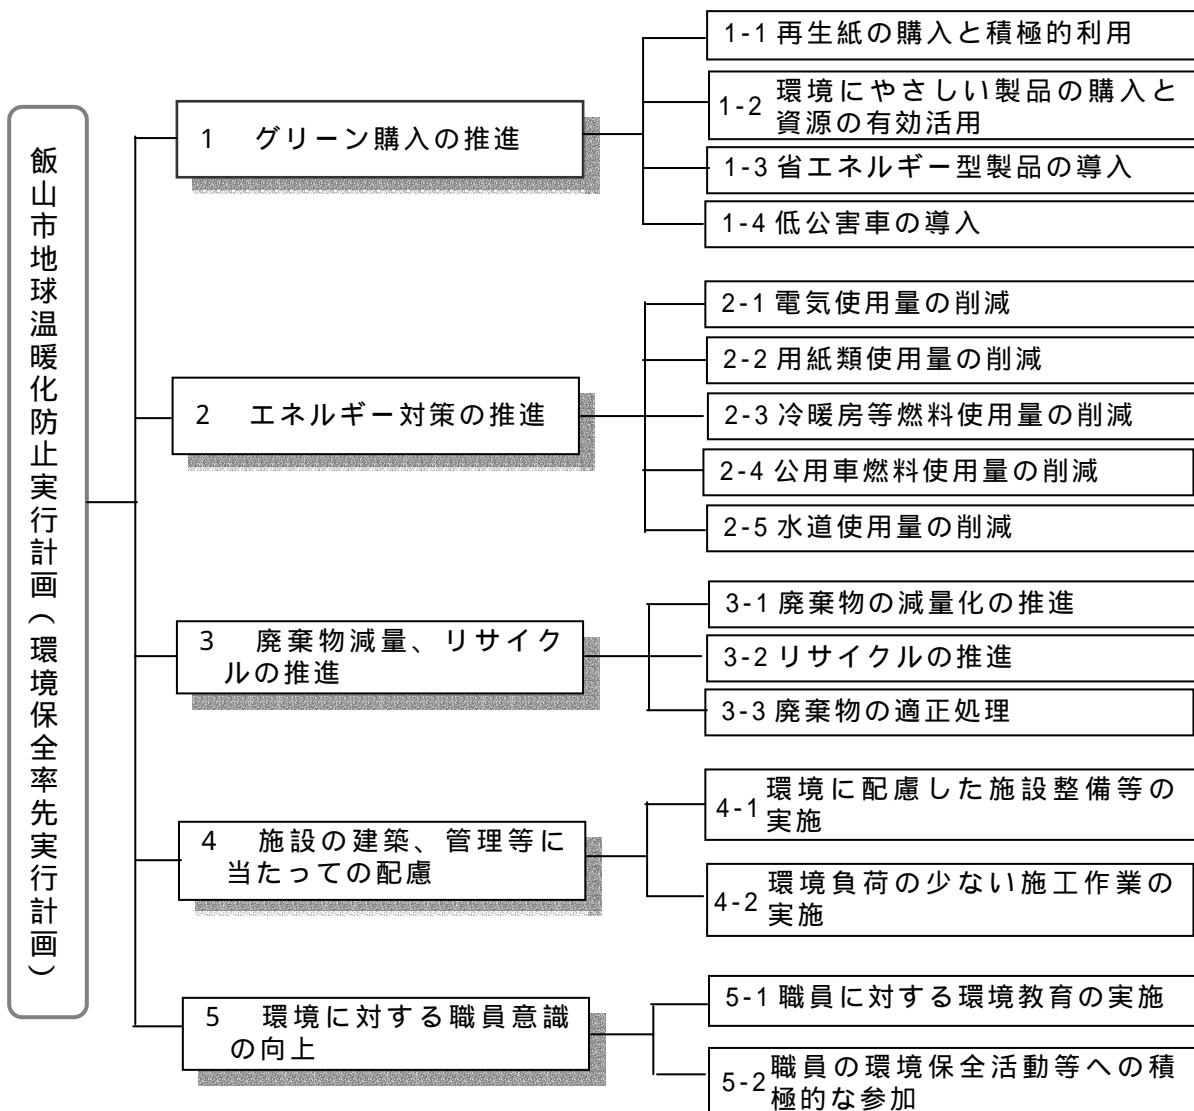 飯山市地球温暖化防止実行計画（環境保全率先実行計画）
1 グリーン購入の推進
1-1 再生紙の購入と積極的利用
1-2 環境にやさしい製品の購入と
資源の有効活用
1-3 省エネルギー型製品の導入
1-4 低公害車の導入
2 エネルギー対策の推進
2-1 電気使用量の削減
2-2 用紙類使用量の削減
2-3 冷暖房等燃料使用量の削減
2-4 公用車燃料使用量の削減
2-5 水道使用量の削減
3 廃棄物減量、リサイク
ルの推進
3-1 廃棄物の減量化の推進
3-2 リサイクルの推進
3-3 廃棄物の適正処理
4 施設の建築、管理等に
当たっての配慮
4-1 環境に配慮した施設整備等の
実施
4-2 環境負荷の少ない施工作業の
実施
5 環境に対する職員意識
の向上
5-1 職員に対する環境教育の実施
5-2 職員の環境保全活動等への積
極的な参加